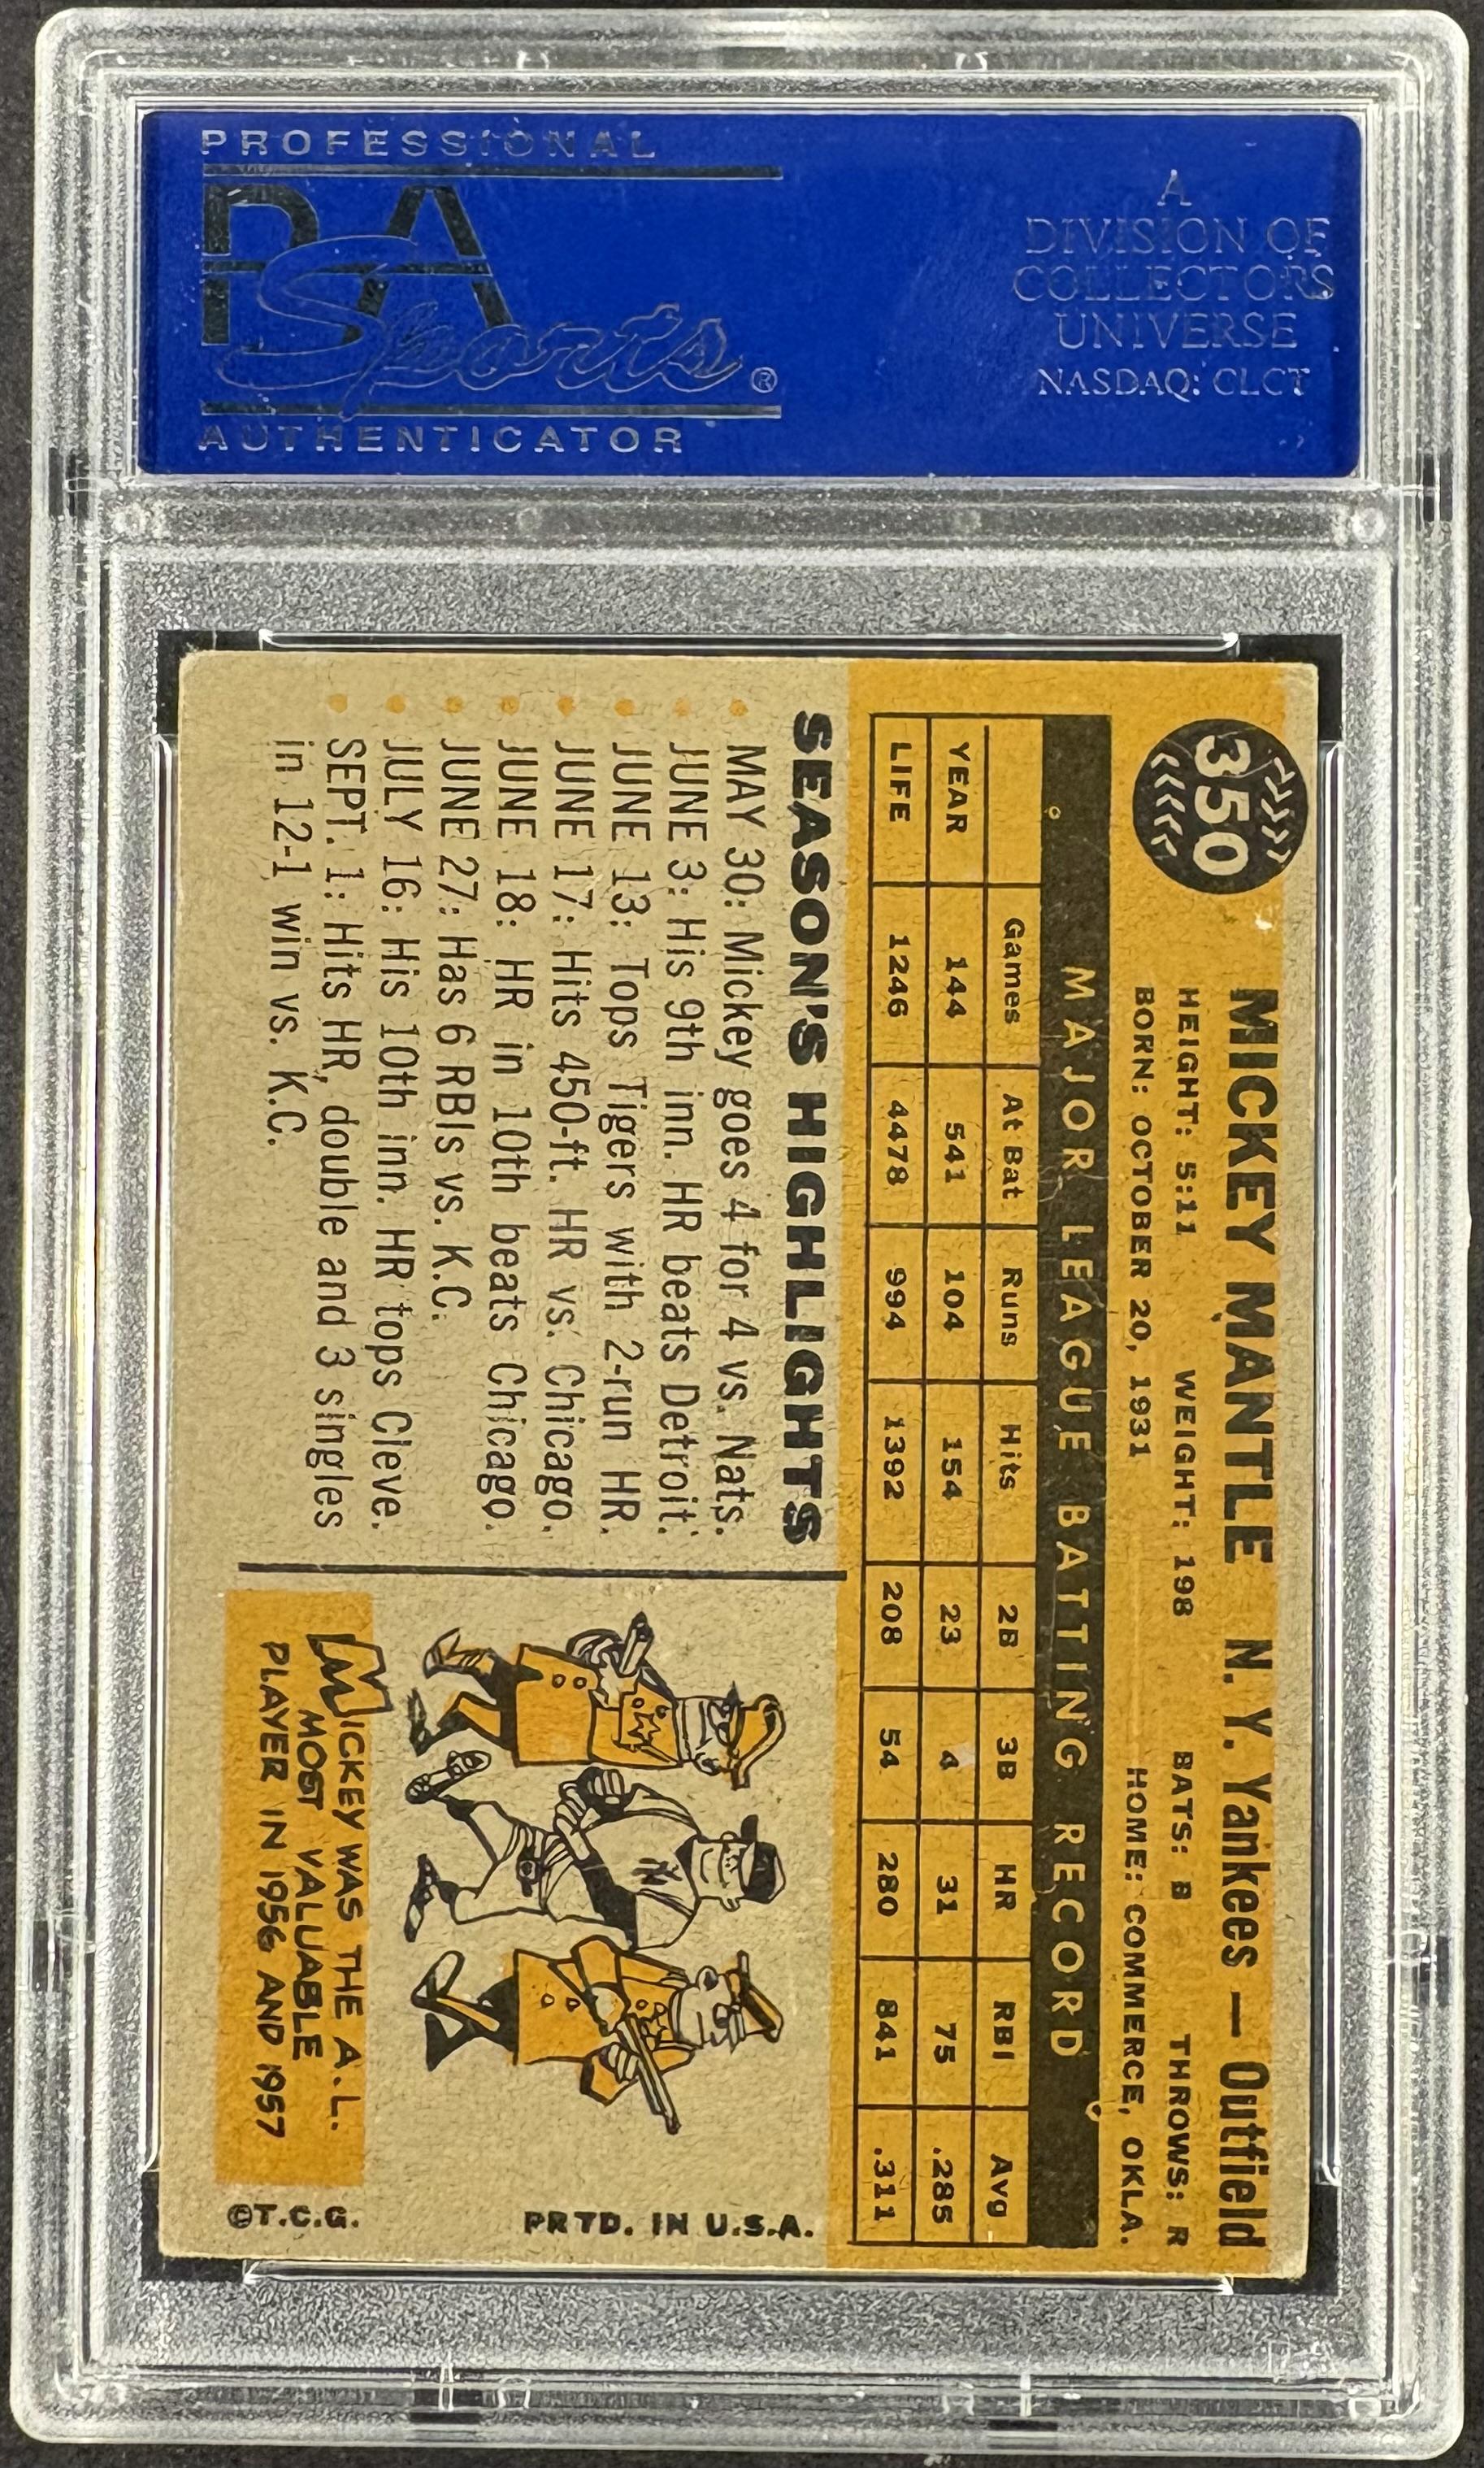 PROFESSIONAL
PSA
Sports®
AUTHENTICATOR
A
DIVISION OF
COLLECTORS
UNIVERSE
NASDAQ: CLCT
350
MICKEY MANTLE N. Y. Yankees — Outfield
HEIGHT: 5:11 WEIGHT: 198 BATS: B THROWS: R
BORN: OCTOBER 20, 1931 HOME: COMMERCE, OKLA.
MAJOR LEAGUE BATTING RECORD
Games At Bat Runs Hits 2B 3B HR RBI Avg
YEAR 144 541 104 154 23 4 31 75 .285
LIFE 1246 4478 994 1392 208 54 280 841 .311
SEASON'S HIGHLIGHTS
MAY 30: Mickey goes 4 for 4 vs. Nats.
JUNE 3: His 9th inn. HR beats Detroit.
JUNE 13: Tops Tigers with 2-run HR.
JUNE 17: Hits 450-ft. HR vs. Chicago.
JUNE 18: HR in 10th beats Chicago.
JUNE 27: Has 6 RBIs vs. K.C.
JULY 16: His 10th inn. HR tops Cleve.
SEPT. 1: Hits HR, double and 3 singles
in 12-1 win vs. K.C.
NY
MICKEY WAS THE A.L.
MOST VALUABLE
PLAYER IN 1956 AND 1957
©T.C.G. PRTD. IN U.S.A.